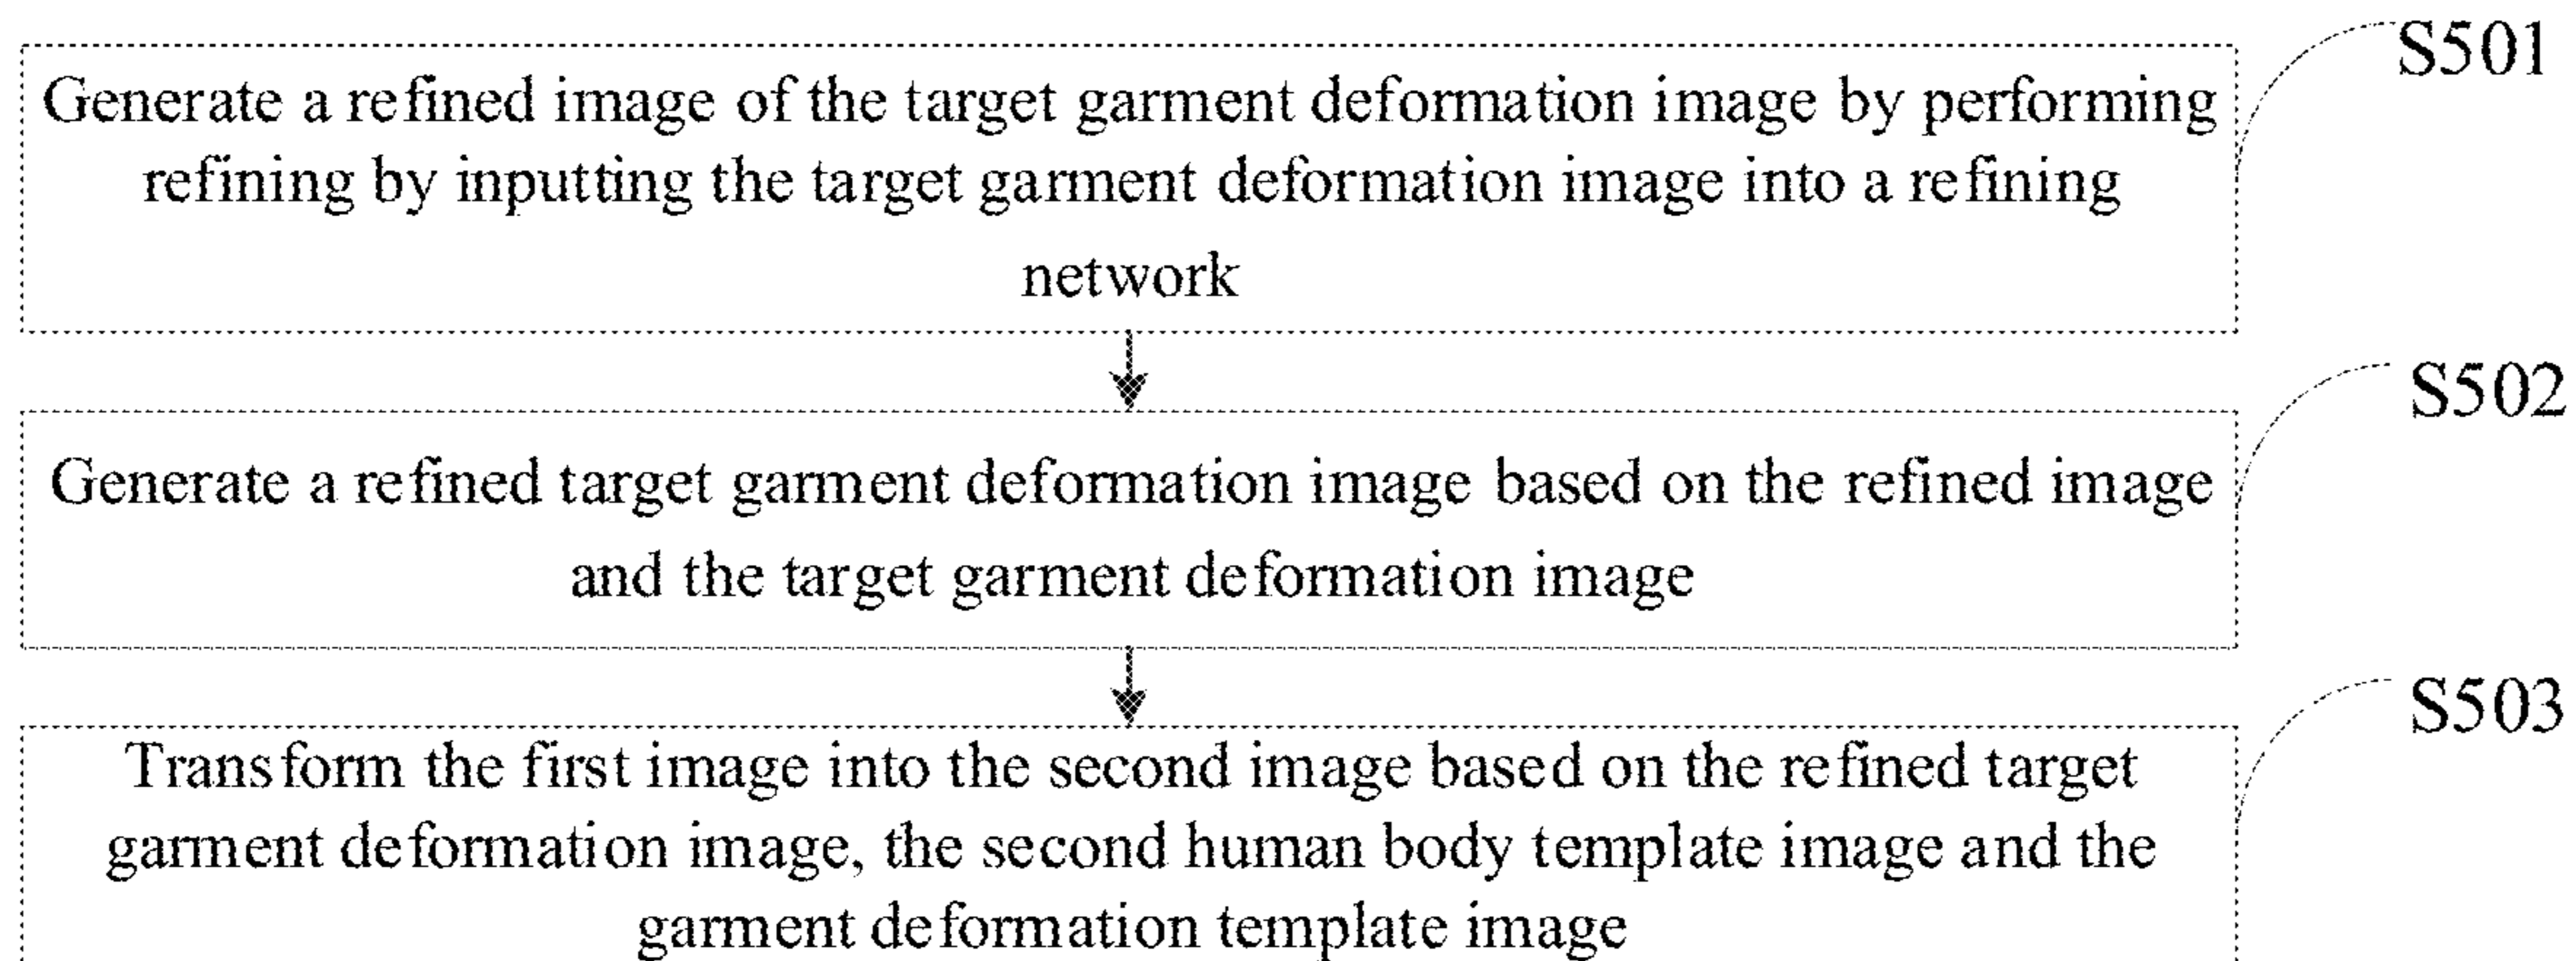 S501
Generate a refined image of the target garment deformation image by performing
refining by inputting the target garment deformation image into a refining
network
S502
Generate a refined target garment deformation image based on the refined image
and the target garment deformation image
S503
Transform the first image into the second image based on the refined target
garment deformation image, the second human body template image and the
garment deformation template image